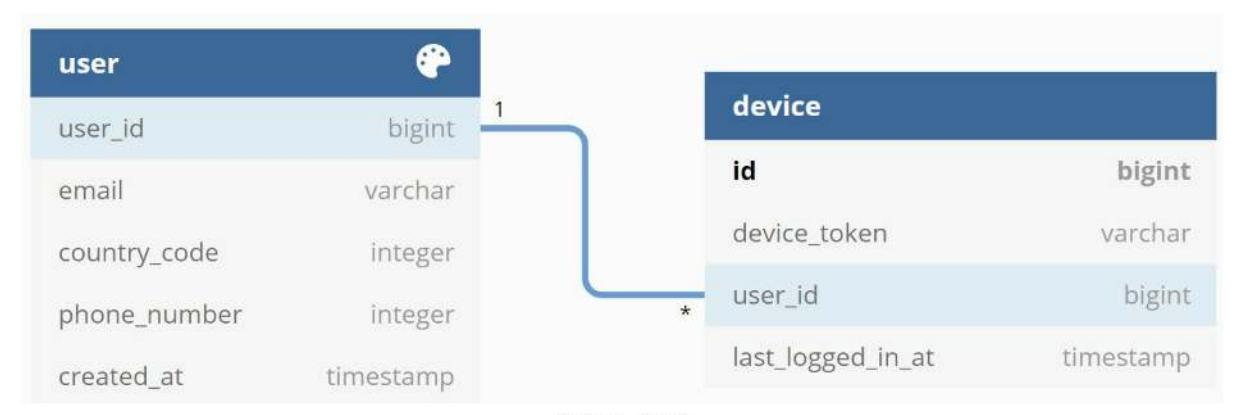 user
user_id bigint
email varchar
country_code integer
phone_number integer
created_at timestamp
1
*
device
id bigint
device_token varchar
user_id bigint
last_logged_in_at timestamp